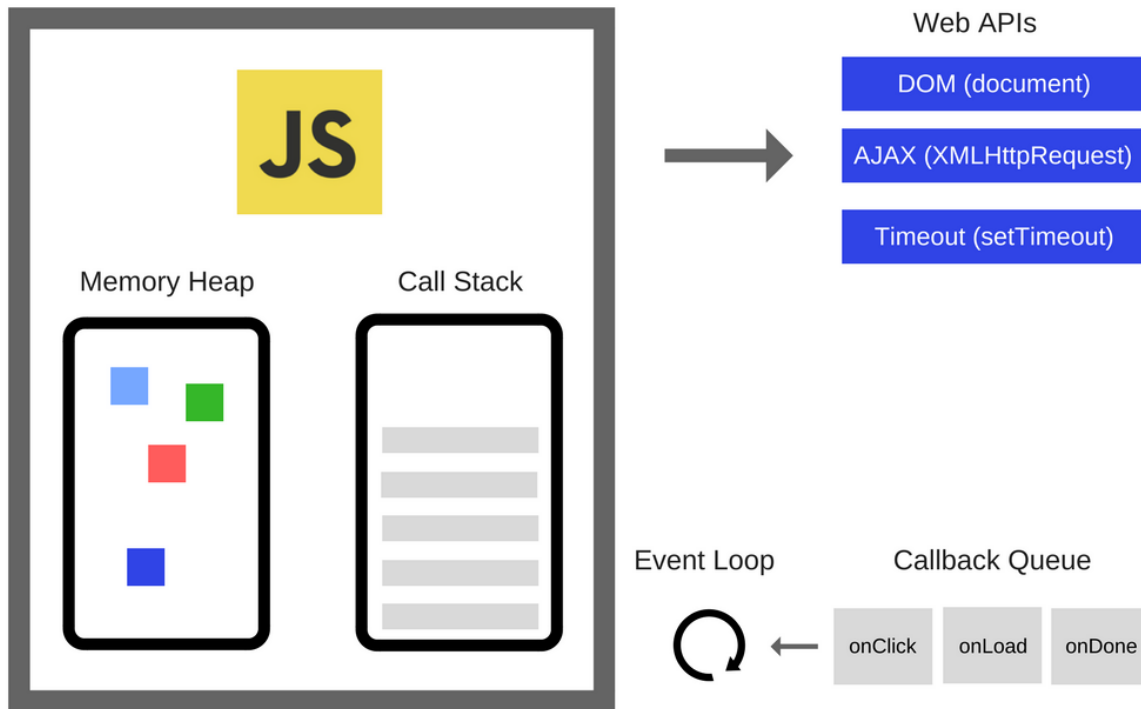 Web APIs
DOM (document)
AJAX (XMLHttpRequest)
Timeout (setTimeout)
JS
Memory Heap
Call Stack
Event Loop
Callback Queue
onClick
onLoad
onDone